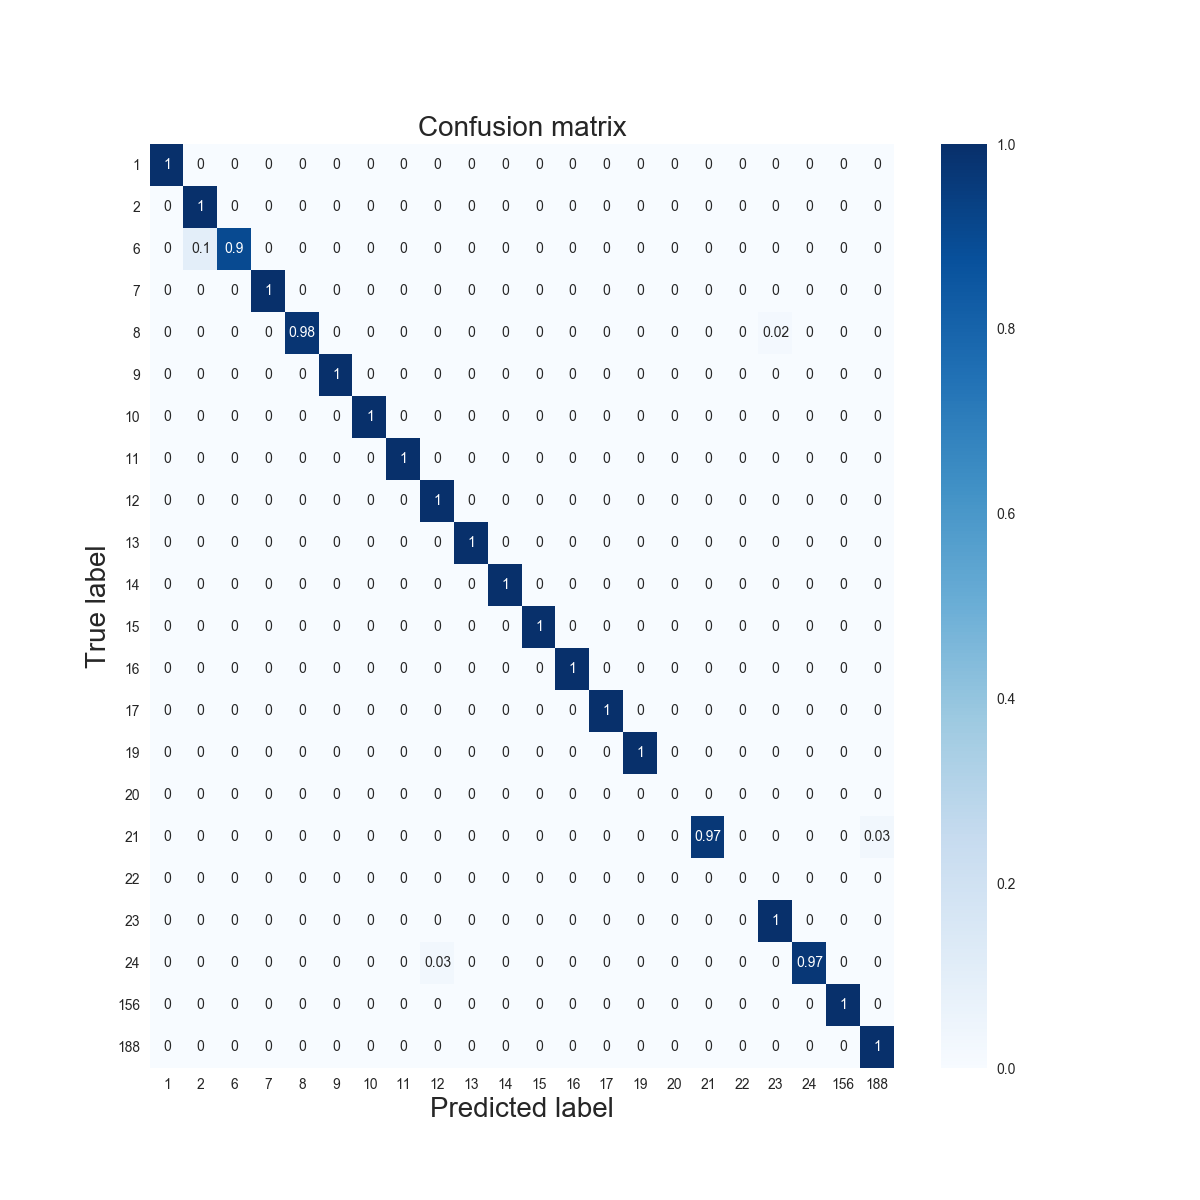 Confusion matrix
1 1 0 0 0 0 0 0 0 0 0 0 0 0 0 0 0 0 0 0 0 0 0 1.0
2 0 1 0 0 0 0 0 0 0 0 0 0 0 0 0 0 0 0 0 0 0 0
6 0 0.1 0.9 0 0 0 0 0 0 0 0 0 0 0 0 0 0 0 0 0 0 0
7 0 0 0 1 0 0 0 0 0 0 0 0 0 0 0 0 0 0 0 0 0 0
8 0 0 0 0 0.98 0 0 0 0 0 0 0 0 0 0 0 0 0 0.02 0 0 0 0.8
9 0 0 0 0 0 1 0 0 0 0 0 0 0 0 0 0 0 0 0 0 0 0
10 0 0 0 0 0 0 1 0 0 0 0 0 0 0 0 0 0 0 0 0 0 0
11 0 0 0 0 0 0 0 1 0 0 0 0 0 0 0 0 0 0 0 0 0 0
12 0 0 0 0 0 0 0 0 1 0 0 0 0 0 0 0 0 0 0 0 0 0 0.6
13 0 0 0 0 0 0 0 0 0 1 0 0 0 0 0 0 0 0 0 0 0 0
14 0 0 0 0 0 0 0 0 0 0 1 0 0 0 0 0 0 0 0 0 0 0
15 0 0 0 0 0 0 0 0 0 0 0 1 0 0 0 0 0 0 0 0 0 0
True label
16 0 0 0 0 0 0 0 0 0 0 0 0 1 0 0 0 0 0 0 0 0 0
17 0 0 0 0 0 0 0 0 0 0 0 0 0 1 0 0 0 0 0 0 0 0 0.4
19 0 0 0 0 0 0 0 0 0 0 0 0 0 0 1 0 0 0 0 0 0 0
20 0 0 0 0 0 0 0 0 0 0 0 0 0 0 0 0 0 0 0 0 0 0
21 0 0 0 0 0 0 0 0 0 0 0 0 0 0 0 0 0.97 0 0 0 0 0.03
22 0 0 0 0 0 0 0 0 0 0 0 0 0 0 0 0 0 0 0 0 0 0 0.2
23 0 0 0 0 0 0 0 0 0 0 0 0 0 0 0 0 0 0 1 0 0 0
24 0 0 0 0 0 0 0 0 0.03 0 0 0 0 0 0 0 0 0 0 0.97 0 0
156 0 0 0 0 0 0 0 0 0 0 0 0 0 0 0 0 0 0 0 0 1 0
188 0 0 0 0 0 0 0 0 0 0 0 0 0 0 0 0 0 0 0 0 0 1 0.0
1 2 6 7 8 9 10 11 12 13 14 15 16 17 19 20 21 22 23 24 156 188
Predicted label